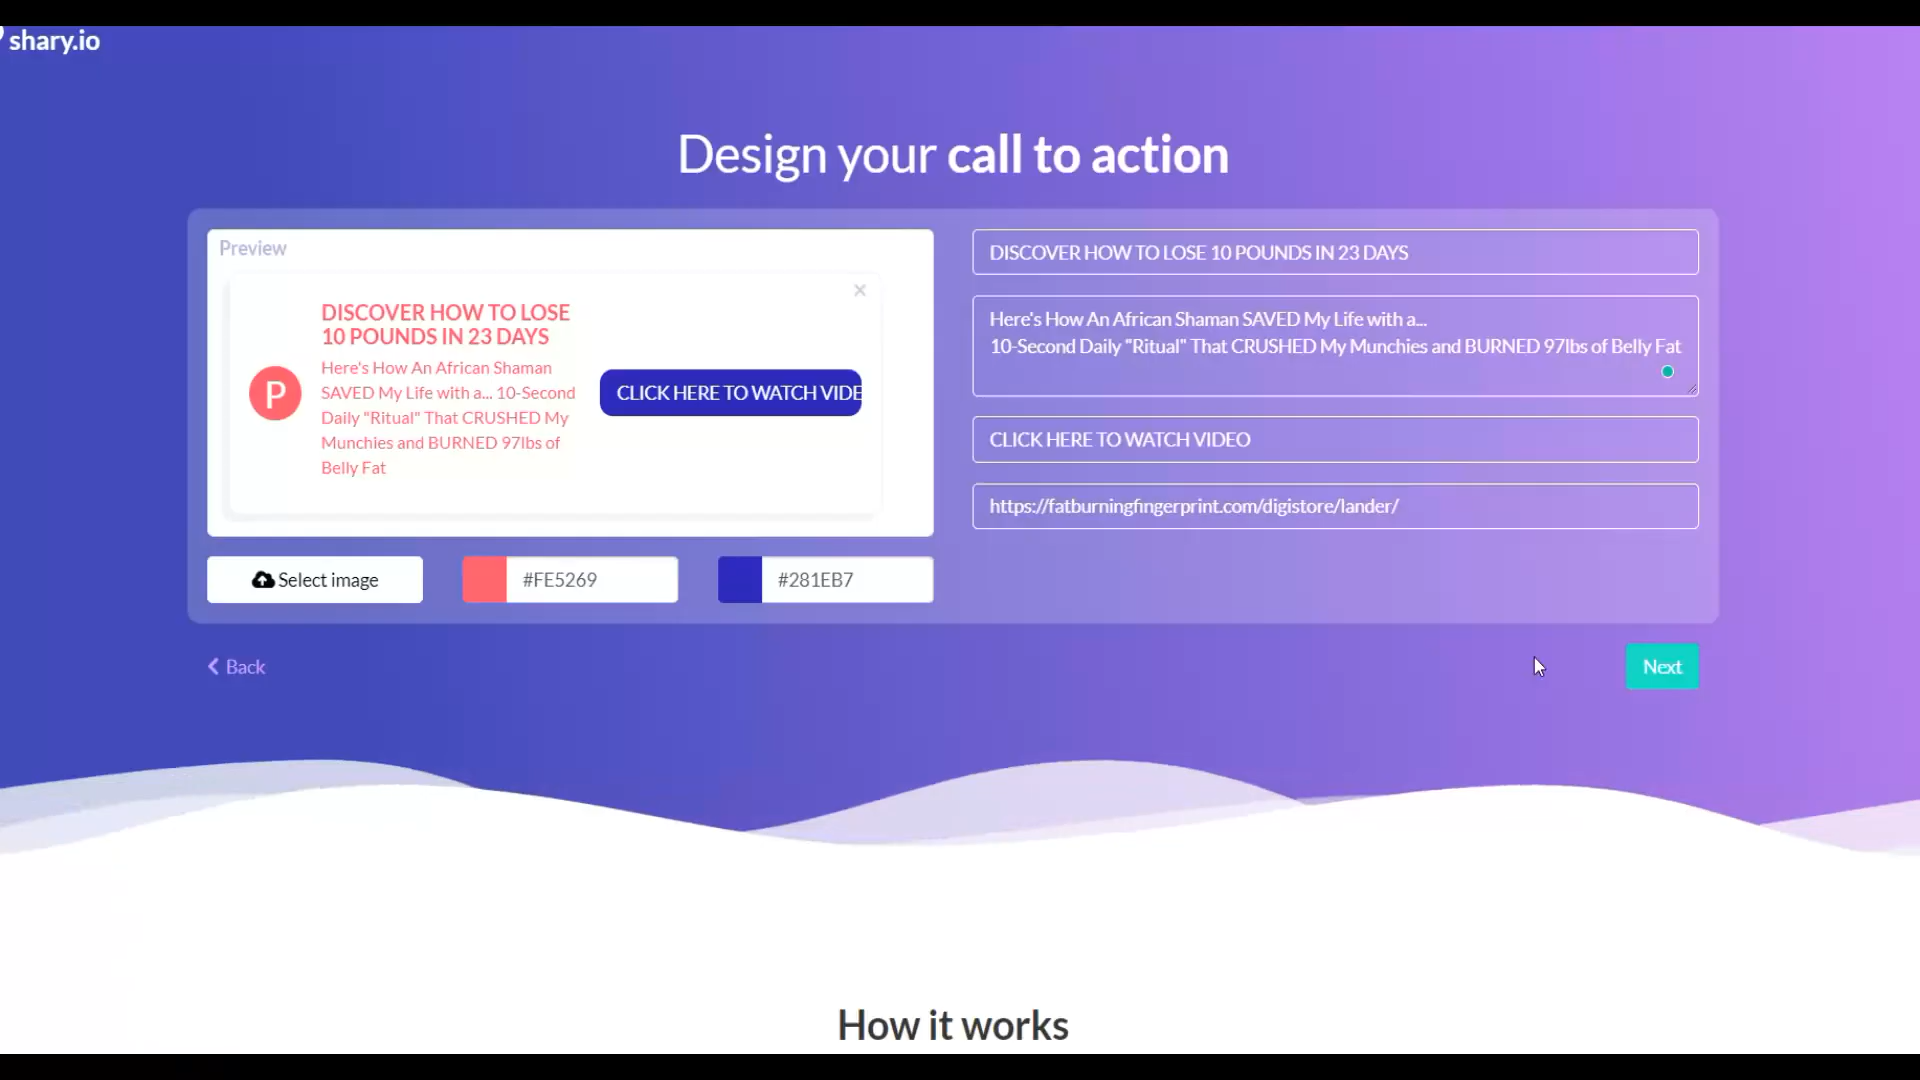 shary.io
Design your call to action
Preview
×
DISCOVER HOW TO LOSE
10 POUNDS IN 23 DAYS
Here's How An African Shaman
SAVED My Life with a... 10-Second
Daily "Ritual" That CRUSHED My
Munchies and BURNED 97lbs of
Belly Fat
P
CLICK HERE TO WATCH VIDE
Select image
#FE5269
#281EB7
DISCOVER HOW TO LOSE 10 POUNDS IN 23 DAYS
Here's How An African Shaman SAVED My Life with a...
10-Second Daily "Ritual" That CRUSHED My Munchies and BURNED 97lbs of Belly Fat
CLICK HERE TO WATCH VIDEO
https://fatburningfingerprint.com/digistore/lander/
Back
Next
How it works